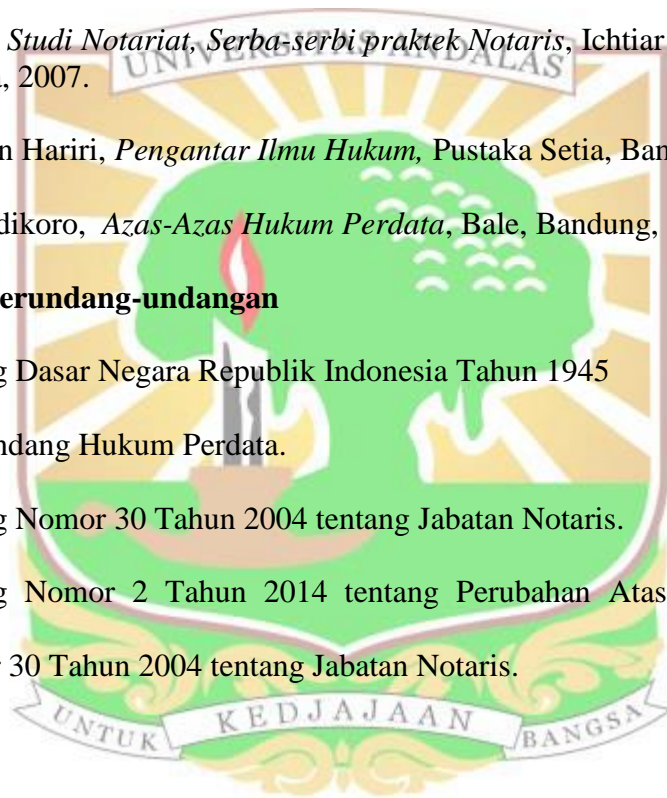 Studi Notariat, Serba-serbi praktek Notaris, Ichtiar
UNIVERSITAS ANDALAS
, 2007.
n Hariri, Pengantar Ilmu Hukum, Pustaka Setia, Ban
dikoro, Azas-Azas Hukum Perdata, Bale, Bandung,
erundang-undangan
g Dasar Negara Republik Indonesia Tahun 1945
ndang Hukum Perdata.
g Nomor 30 Tahun 2004 tentang Jabatan Notaris.
g Nomor 2 Tahun 2014 tentang Perubahan Atas
30 Tahun 2004 tentang Jabatan Notaris.
UNTUK KEDJAJAAN BANGSA